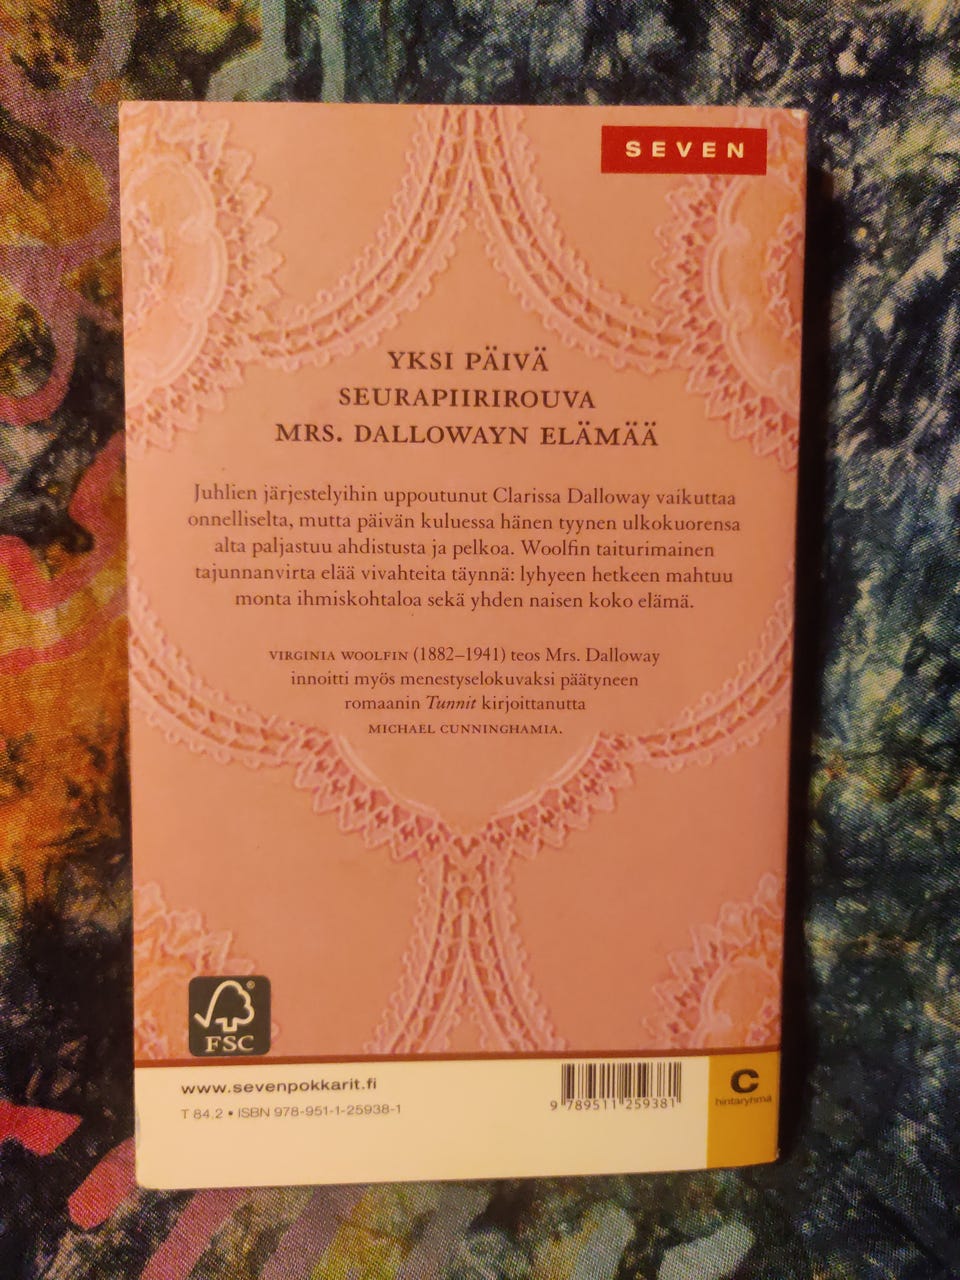 SEVEN
YKSI PÄIVÄ
SEURAPIIRIROUVA
MRS. DALLOWAYN ELÄMÄÄ
Juhlien järjestelyihin uppoutunut Clarissa Dalloway vaikuttaa
onnelliselta, mutta päivän kuluessa hänen tyynen ulkokuorensa
alta paljastuu ahdistusta ja pelkoa. Woolfin taiturimainen
tajunnanvirta elää vivahteita täynnä: lyhyeen hetkeen mahtuu
monta ihmiskohtaloa sekä yhden naisen koko elämä.
VIRGINIA WOOLFIN (1882–1941) teos Mrs. Dalloway
innoitti myös menestyselokuvaksi päätyneen
romaanin Tunnit kirjoittanutta
MICHAEL CUNNINGHAMIA.
FSC
www.sevenpokkarit.fi
T 84.2 • ISBN 978-951-1-25938-1
9 789511 259381
C
hintaryhmä